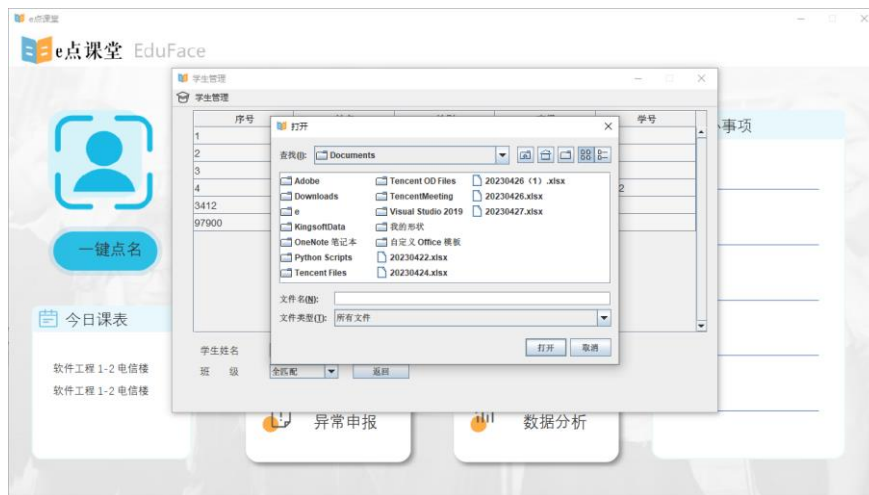 e点课堂
e点课堂 EduFace
学生管理
学生管理
序号 学号
1
2
3
4 2
3412
97900
打开
查找(I): Documents
Adobe
Downloads
e
KingsoftData
OneNote 笔记本
Python Scripts
Tencent Files
Tencent OD Files
TencentMeeting
Visual Studio 2019
我的形状
自定义 Office 模板
20230422.xlsx
20230424.xlsx
20230426（1）.xlsx
20230426.xlsx
20230427.xlsx
文件名(N):
文件类型(T): 所有文件
打开 取消
学生姓名
班 级 全匹配 返回
一键点名
今日课表
软件工程 1-2 电信楼
软件工程 1-2 电信楼
异常申报
数据分析
事项